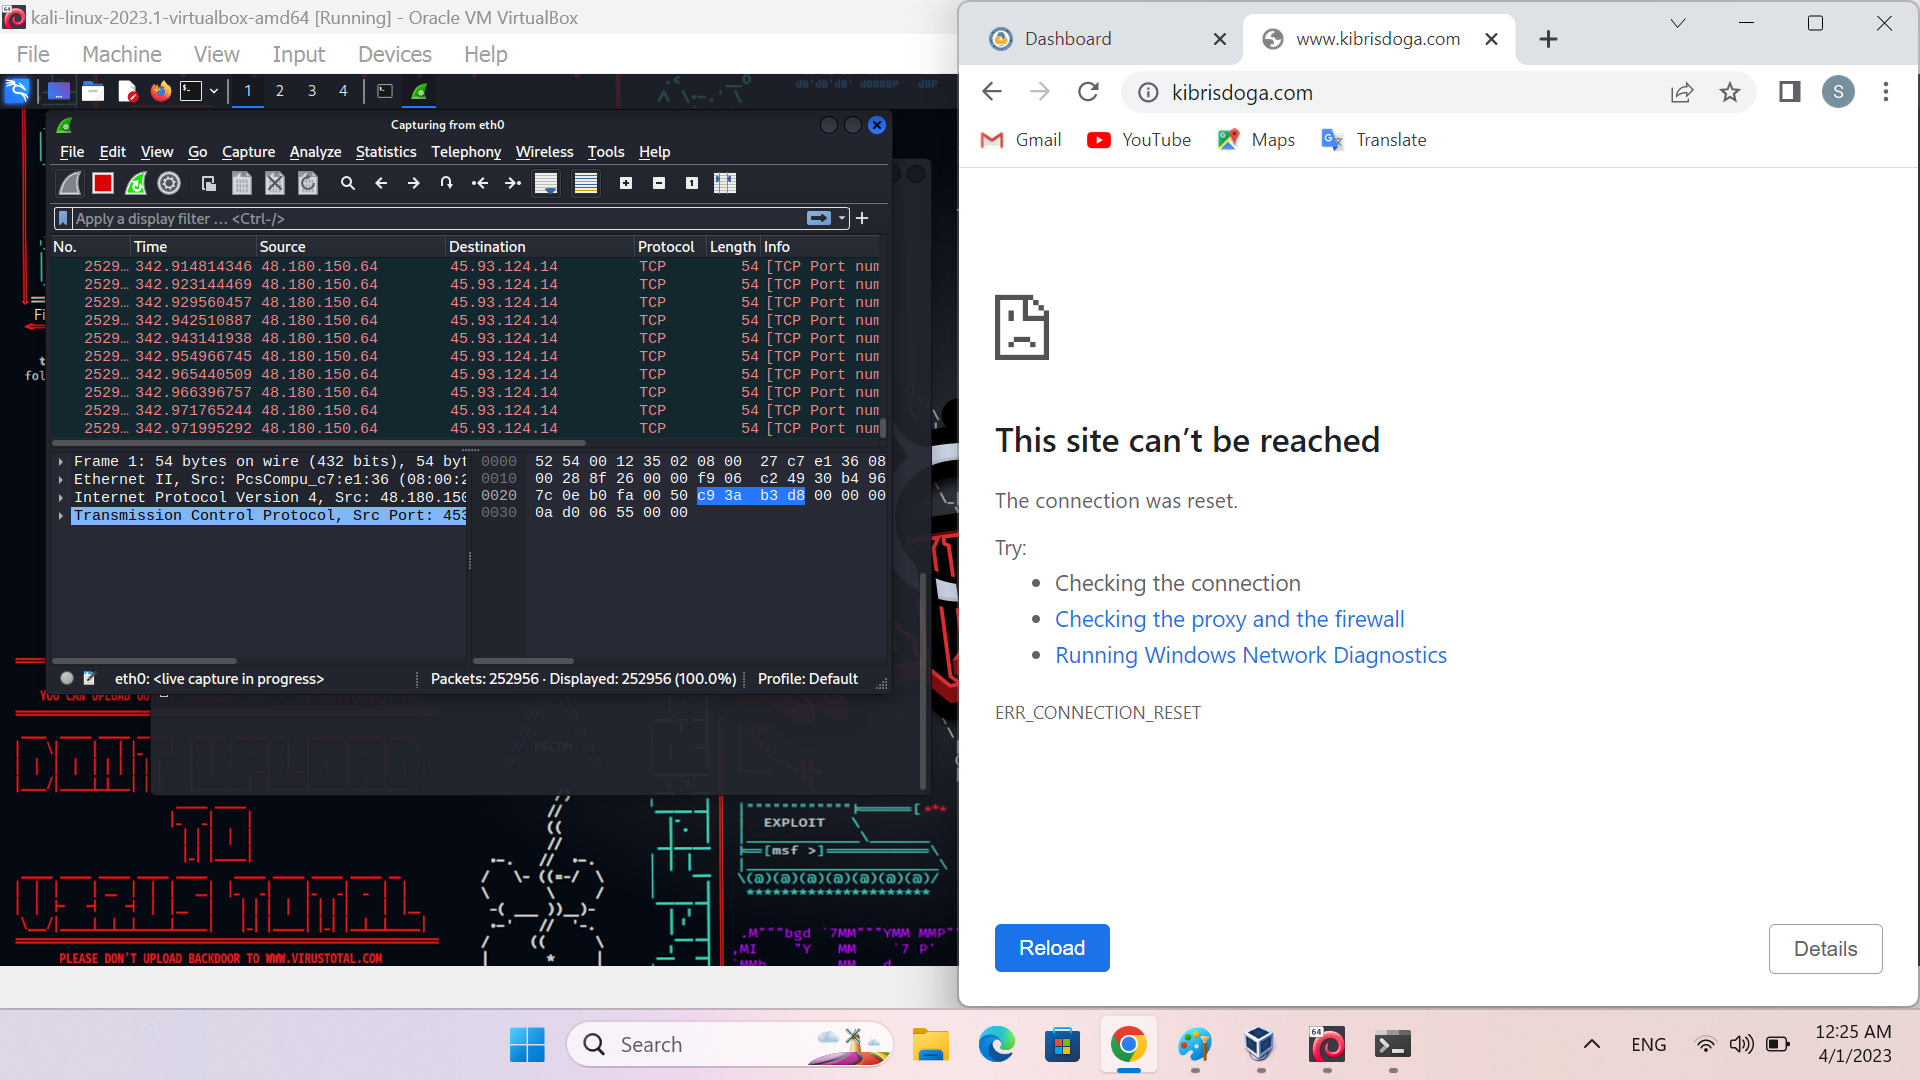 kali-linux-2023.1-virtualbox-amd64 [Running] - Oracle VM VirtualBox
File Machine View Input Devices Help
1 2 3 4
Capturing from eth0
File Edit View Go Capture Analyze Statistics Telephony Wireless Tools Help
Apply a display filter … <Ctrl-/>
No. Time Source Destination Protocol Length Info
2529… 342.914814346 48.180.150.64 45.93.124.14 TCP 54 [TCP Port num
2529… 342.923144469 48.180.150.64 45.93.124.14 TCP 54 [TCP Port num
2529… 342.929560457 48.180.150.64 45.93.124.14 TCP 54 [TCP Port num
2529… 342.942510887 48.180.150.64 45.93.124.14 TCP 54 [TCP Port num
2529… 342.943141938 48.180.150.64 45.93.124.14 TCP 54 [TCP Port num
2529… 342.954966745 48.180.150.64 45.93.124.14 TCP 54 [TCP Port num
2529… 342.965440509 48.180.150.64 45.93.124.14 TCP 54 [TCP Port num
2529… 342.966396757 48.180.150.64 45.93.124.14 TCP 54 [TCP Port num
2529… 342.971765244 48.180.150.64 45.93.124.14 TCP 54 [TCP Port num
2529… 342.971995292 48.180.150.64 45.93.124.14 TCP 54 [TCP Port num
Frame 1: 54 bytes on wire (432 bits), 54 byt
Ethernet II, Src: PcsCompu_c7:e1:36 (08:00:2
Internet Protocol Version 4, Src: 48.180.150
Transmission Control Protocol, Src Port: 453
0000 52 54 00 12 35 02 08 00 27 c7 e1 36 08
0010 00 28 8f 26 00 00 f9 06 c2 49 30 b4 96
0020 7c 0e b0 fa 00 50 c9 3a b3 d8 00 00 00
0030 0a d0 06 55 00 00
eth0: <live capture in progress>
Packets: 252956 · Displayed: 252956 (100.0%)
Profile: Default
Fi
t
fol
YOU CAN UPLOAD OU
RECON
DONT UPLOAD
TO
VIRUS TOTAL
PLEASE DON'T UPLOAD BACKDOOR TO WWW.VIRUSTOTAL.COM
EXPLOIT
[msf >]
Dashboard
www.kibrisdoga.com
kibrisdoga.com
S
Gmail YouTube Maps Translate
This site can’t be reached
The connection was reset.
Try:
• Checking the connection
• Checking the proxy and the firewall
• Running Windows Network Diagnostics
ERR_CONNECTION_RESET
Reload
Details
Search
64
ENG
12:25 AM
4/1/2023